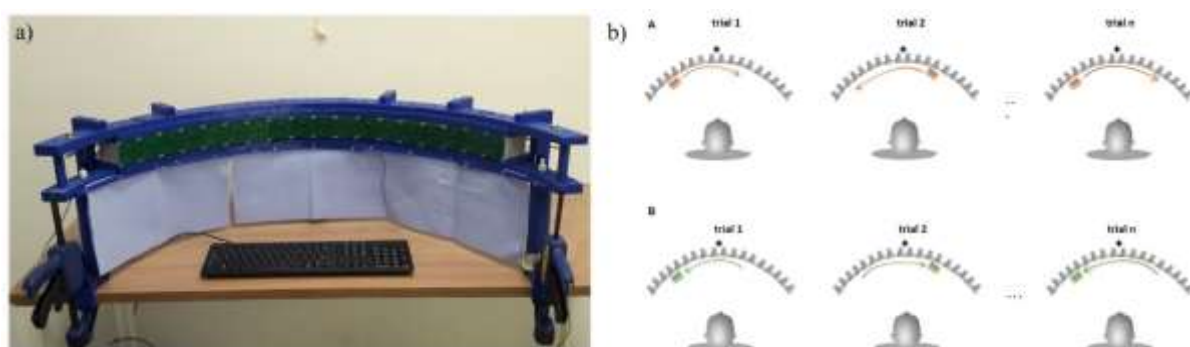 a)
b)
A
trial 1
trial 2
trial n
... .
B
trial 1
trial 2
trial n
....